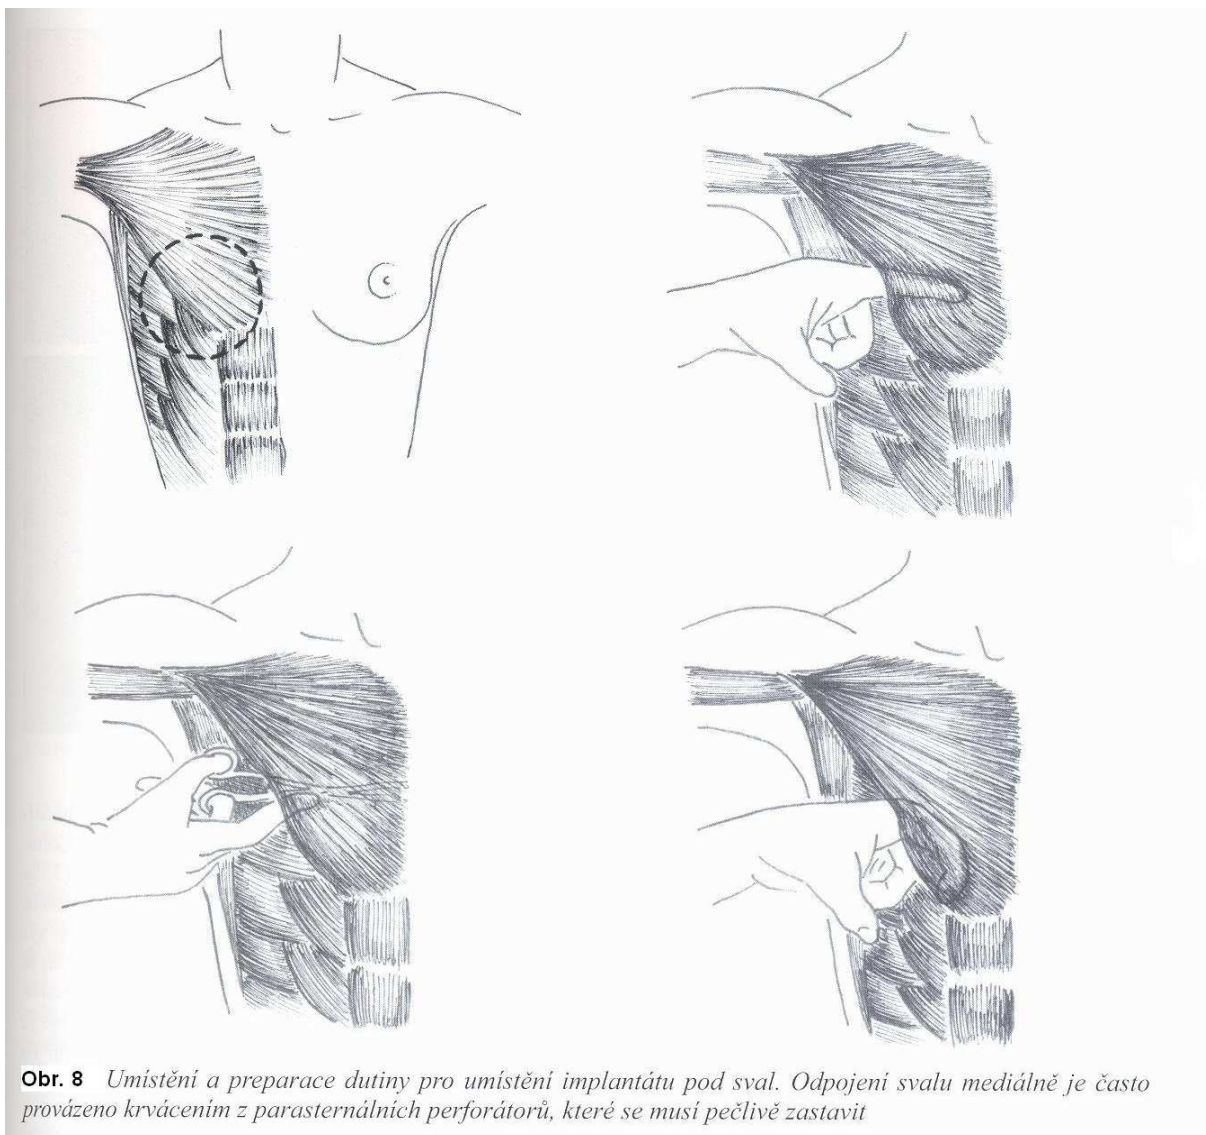 Obr. 8 Umístění a preparace dutiny pro umístění implantátu pod sval. Odpojení svalu mediálně je často
provázeno krvácením z parasternálních perforátorů, které se musí pečlivě zastavit